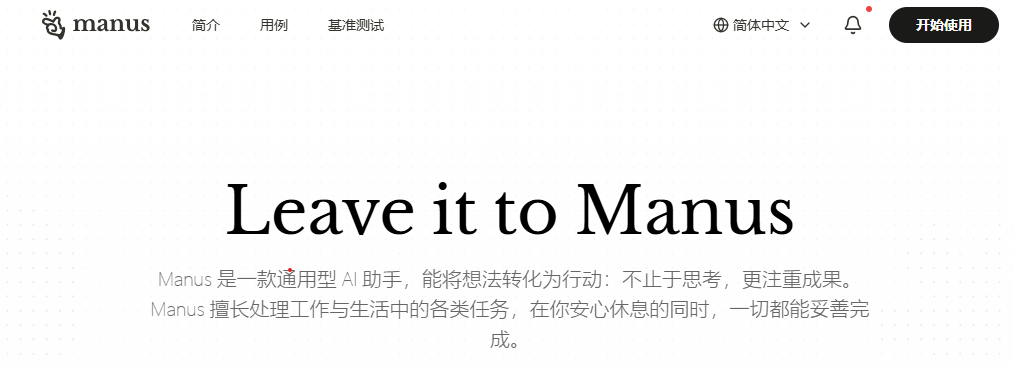 manus 简介 用例 基准测试 简体中文 开始使用
Leave it to Manus
Manus 是一款通用型 AI 助手，能将想法转化为行动：不止于思考，更注重成果。
Manus 擅长处理工作与生活中的各类任务，在你安心休息的同时，一切都能妥善完
成。